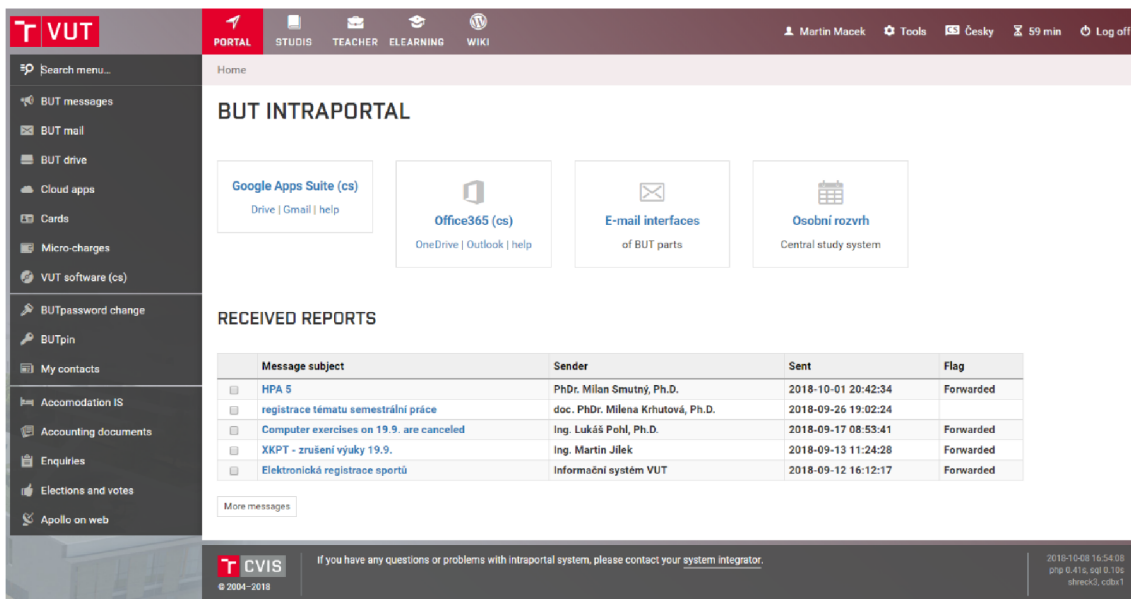 VUT
PORTAL
STUDIS
TEACHER
ELEARNING
WIKI
Martin Macek
Tools
Česky
59 min
Log off
Search menu...
BUT messages
BUT mail
BUT drive
Cloud apps
Cards
Micro-charges
VUT software (cs)
BUTpassword change
BUTpin
My contacts
Accomodation IS
Accounting documents
Enquiries
Elections and votes
Apollo on web
Home
BUT INTRAPORTAL
Google Apps Suite (cs)
Drive | Gmail | help
Office365 (cs)
OneDrive | Outlook | help
E-mail interfaces
of BUT parts
Osobní rozvrh
Central study system
RECEIVED REPORTS
Message subject Sender Sent Flag
HPA 5 PhDr. Milan Smutný, Ph.D. 2018-10-01 20:42:34 Forwarded
registrace tématu semestrální práce doc. PhDr. Milena Krhutová, Ph.D. 2018-09-26 19:02:24
Computer exercises on 19.9. are canceled Ing. Lukáš Pohl, Ph.D. 2018-09-17 08:53:41 Forwarded
XKPT - zrušení výuky 19.9. Ing. Martin Jílek 2018-09-13 11:24:28 Forwarded
Elektronická registrace sportů Informační systém VUT 2018-09-12 16:12:17 Forwarded
More messages
CVIS
© 2004–2018
If you have any questions or problems with intraportal system, please contact your system integrator.
2018-10-08 16:54:08
php 0.41s, sql 0.10s
shreck3, cdbx1